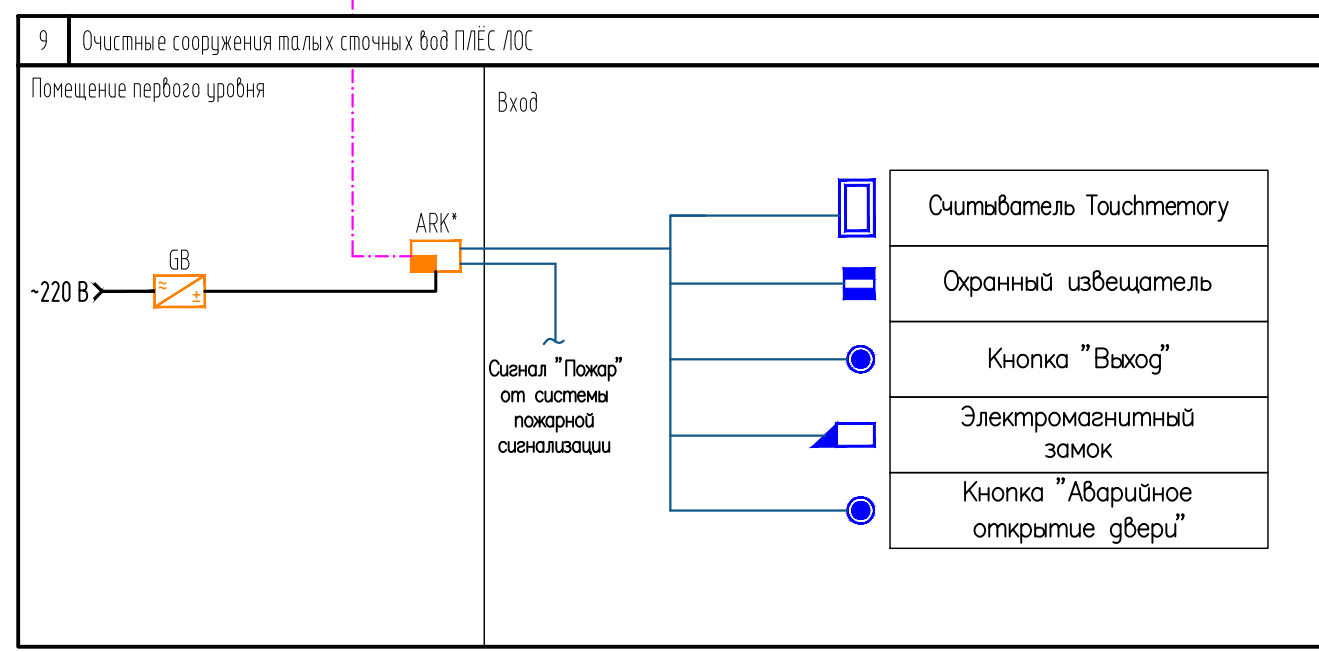 9 Очистные сооружения талых сточных вод ПЛЁС ЛОС
Помещение первого уровня
Вход
ARK*
GB
~220 В
≈
±
Сигнал "Пожар"
от системы
пожарной
сигнализации
Считыватель Touchmemory
Охранный извещатель
Кнопка "Выход"
Электромагнитный
замок
Кнопка "Аварийное
открытие двери"